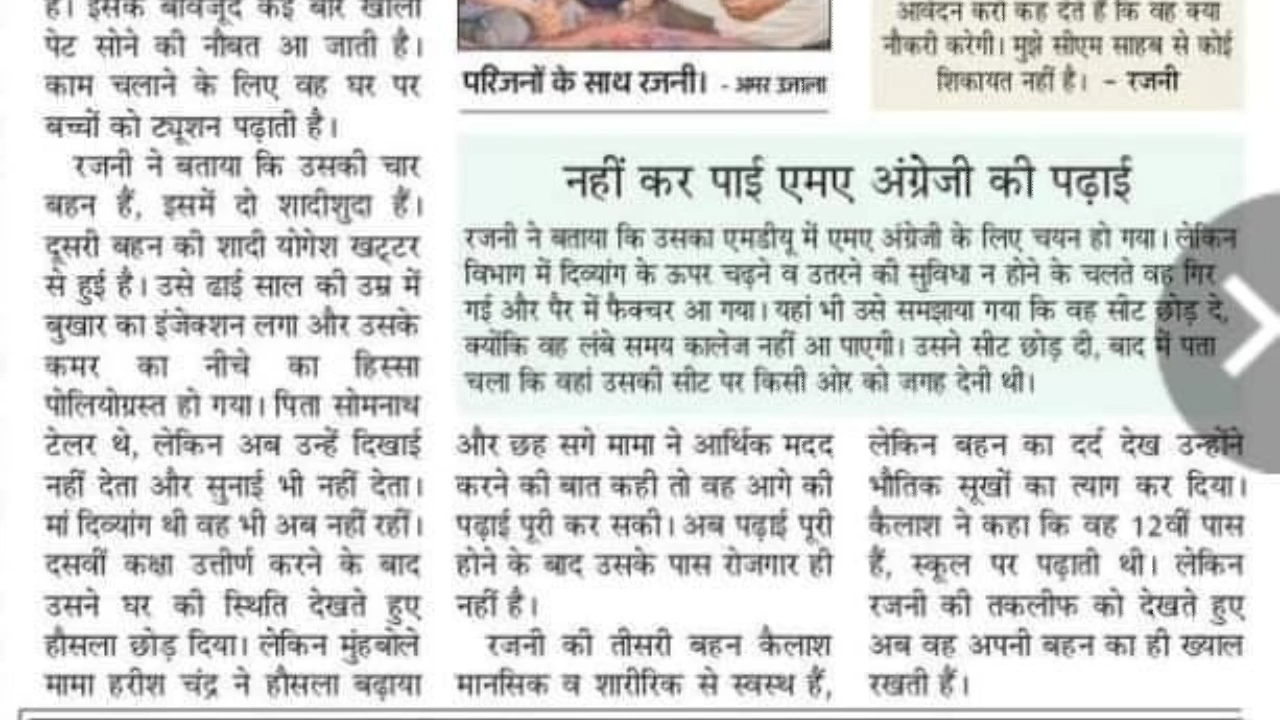 है। इसके बावजूद कई बार खाली
पेट सोने की नौबत आ जाती है।
काम चलाने के लिए वह घर पर
बच्चों को ट्यूशन पढ़ाती है।
रजनी ने बताया कि उसकी चार
बहन हैं, इसमें दो शादीशुदा हैं।
दूसरी बहन की शादी योगेश खट्टर
से हुई है। उसे ढाई साल की उम्र में
बुखार का इंजेक्शन लगा और उसके
कमर का नीचे का हिस्सा
पोलियोग्रस्त हो गया। पिता सोमनाथ
टेलर थे, लेकिन अब उन्हें दिखाई
नहीं देता और सुनाई भी नहीं देता।
मां दिव्यांग थी वह भी अब नहीं रहीं।
दसवीं कक्षा उत्तीर्ण करने के बाद
उसने घर की स्थिति देखते हुए
हौसला छोड़ दिया। लेकिन मुंहबोले
मामा हरीश चंद्र ने हौसला बढ़ाया
परिजनों के साथ रजनी। - अमर उजाला
आवेदन करो कह देते हैं कि वह क्या
नौकरी करेगी। मुझे सीएम साहब से कोई
शिकायत नहीं है। - रजनी
नहीं कर पाई एमए अंग्रेजी की पढ़ाई
रजनी ने बताया कि उसका एमडीयू में एमए अंग्रेजी के लिए चयन हो गया। लेकिन
विभाग में दिव्यांग के ऊपर चढ़ने व उतरने की सुविधा न होने के चलते वह गिर
गई और पैर में फैक्चर आ गया। यहां भी उसे समझाया गया कि वह सीट छोड़ दे,
क्योंकि वह लंबे समय कालेज नहीं आ पाएगी। उसने सीट छोड़ दी, बाद में पता
चला कि वहां उसकी सीट पर किसी ओर को जगह देनी थी।
और छह सगे मामा ने आर्थिक मदद
करने की बात कही तो वह आगे की
पढ़ाई पूरी कर सकी। अब पढ़ाई पूरी
होने के बाद उसके पास रोजगार ही
नहीं है।
रजनी की तीसरी बहन कैलाश
मानसिक व शारीरिक से स्वस्थ हैं,
लेकिन बहन का दर्द देख उन्होंने
भौतिक सूखों का त्याग कर दिया।
कैलाश ने कहा कि वह 12वीं पास
हैं, स्कूल पर पढ़ाती थी। लेकिन
रजनी की तकलीफ को देखते हुए
अब वह अपनी बहन का ही ख्याल
रखती हैं।